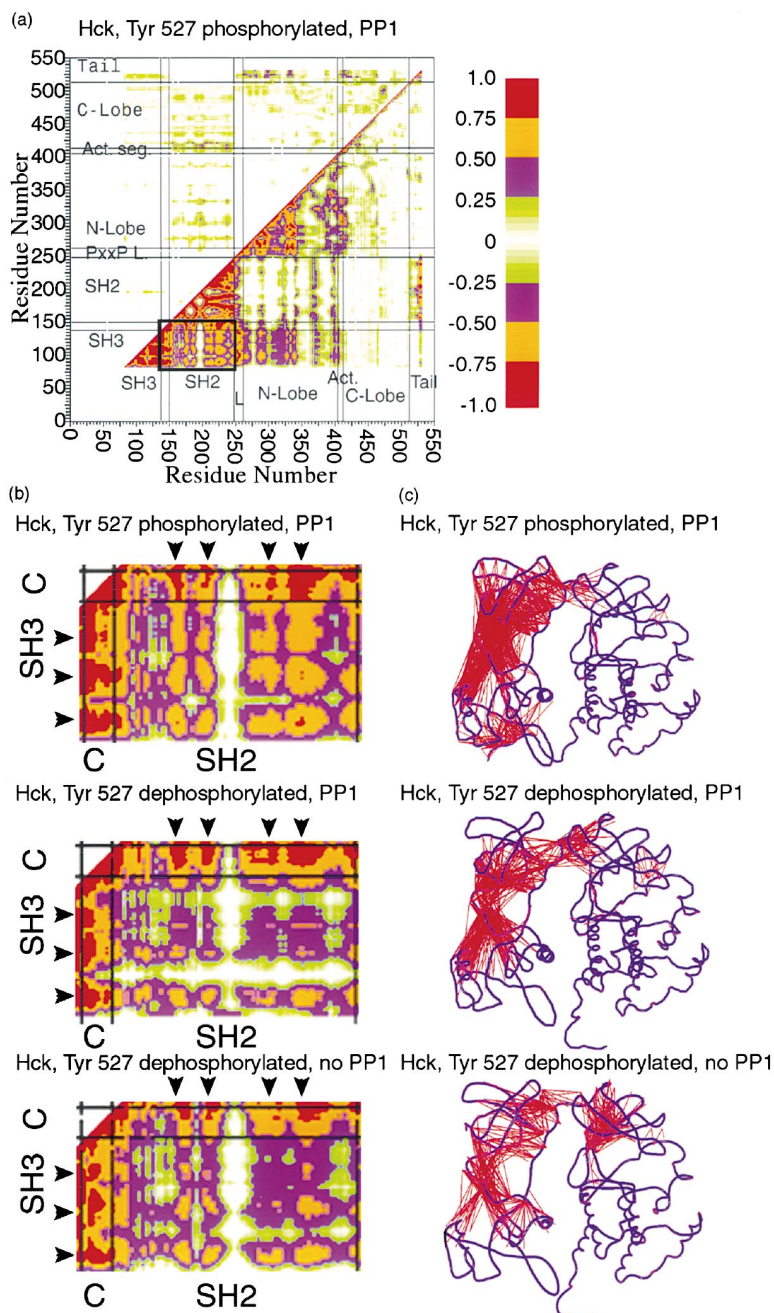 (a)
Hck, Tyr 527 phosphorylated, PP1
550
500
450
400
350
300
250
200
150
100
50
0
Residue Number
Tail
C-Lobe
Act. seg.
N-Lobe
PxxP L.
SH2
SH3
SH3
SH2
L
N-Lobe
Act.
C-Lobe
Tail
0
50
100
150
200
250
300
350
400
450
500
550
Residue Number
1.0
0.75
0.50
0.25
0
-0.25
-0.50
-0.75
-1.0
(b)
Hck, Tyr 527 phosphorylated, PP1
C
SH3
C
SH2
Hck, Tyr 527 dephosphorylated, PP1
C
SH3
C
SH2
Hck, Tyr 527 dephosphorylated, no PP1
C
SH3
C
SH2
(c)
Hck, Tyr 527 phosphorylated, PP1
Hck, Tyr 527 dephosphorylated, PP1
Hck, Tyr 527 dephosphorylated, no PP1